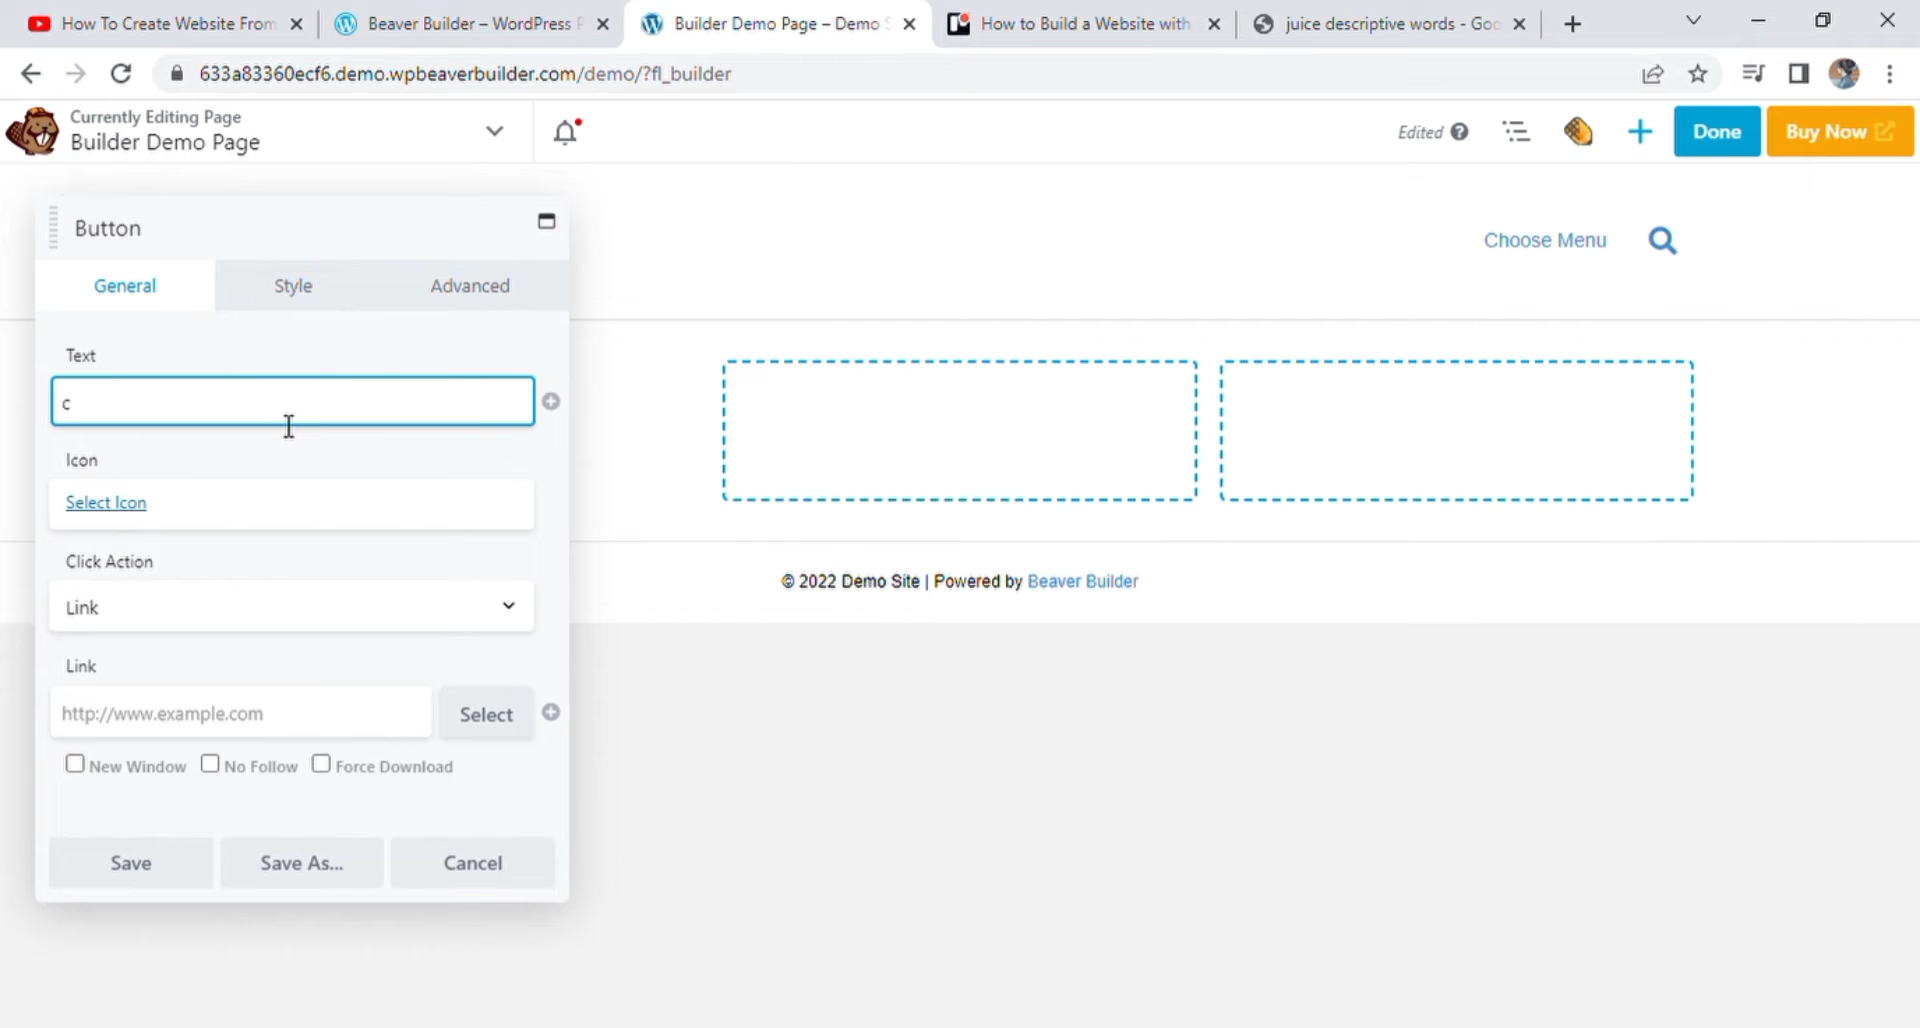 How To Create Website From
Beaver Builder – WordPress P
Builder Demo Page – Demo S
How to Build a Website with
juice descriptive words - Goo
633a83360ecf6.demo.wpbeaverbuilder.com/demo/?fl_builder
Currently Editing Page
Builder Demo Page
Edited
Done
Buy Now
Button
Choose Menu
General
Style
Advanced
Text
c
Icon
Select Icon
Click Action
Link
© 2022 Demo Site | Powered by Beaver Builder
Link
http://www.example.com
Select
New Window
No Follow
Force Download
Save
Save As...
Cancel